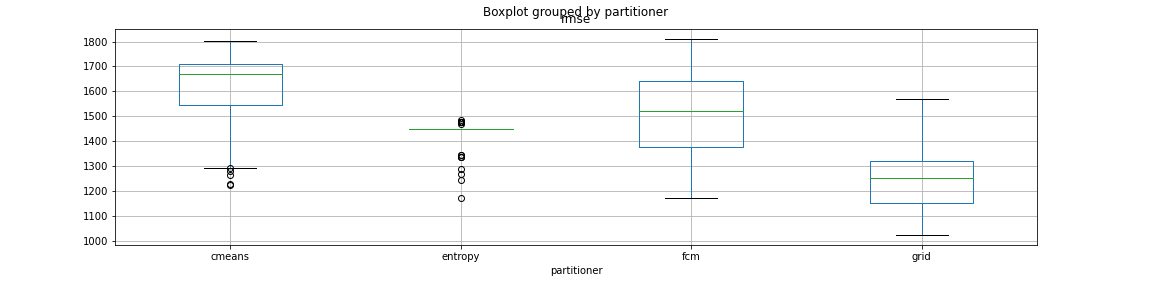 Boxplot grouped by partitioner
rmse
1800
1700
1600
1500
1400
1300
1200
1100
1000
cmeans entropy fcm grid
partitioner